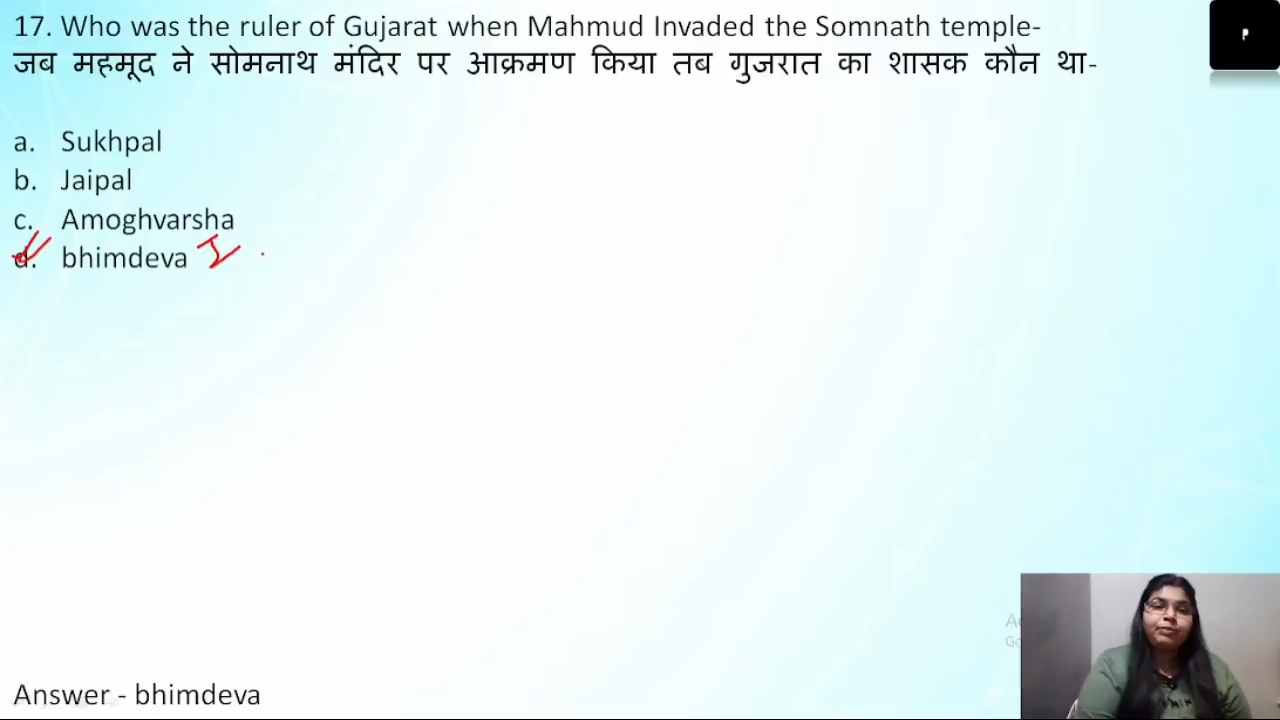 17. Who was the ruler of Gujarat when Mahmud Invaded the Somnath temple-
जब महमूद ने सोमनाथ मंदिर पर आक्रमण किया तब गुजरात का शासक कौन था-
a. Sukhpal
b. Jaipal
c. Amoghvarsha
d. bhimdeva I
Answer - bhimdeva